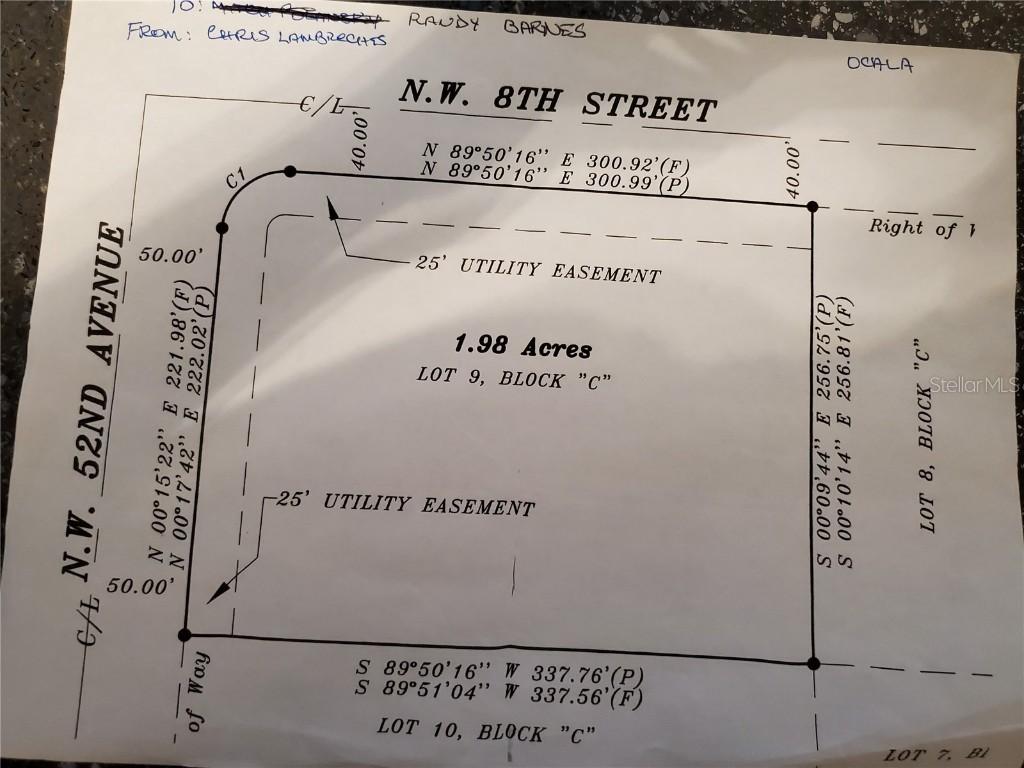 TO: RANDY BARNES
FROM: CHRIS LAMBRECHTS
OCALA
C/L N.W. 8TH STREET
40.00'
N 89°50'16" E 300.92'(F)
N 89°50'16" E 300.99'(P)
40.00'
C1
Right of
50.00'
25' UTILITY EASEMENT
C/L N.W. 52ND AVENUE
N 00°15'22" E 221.98'(F)
N 00°17'42" E 222.02'(P)
1.98 Acres
LOT 9, BLOCK "C"
S 00°09'44" E 256.75'(P)
S 00°10'14" E 256.81'(F)
LOT 8, BLOCK "C"
StellarMLS
25' UTILITY EASEMENT
50.00'
of Way
S 89°50'16" W 337.76'(P)
S 89°51'04" W 337.56'(F)
LOT 10, BLOCK "C"
LOT 7, Bl